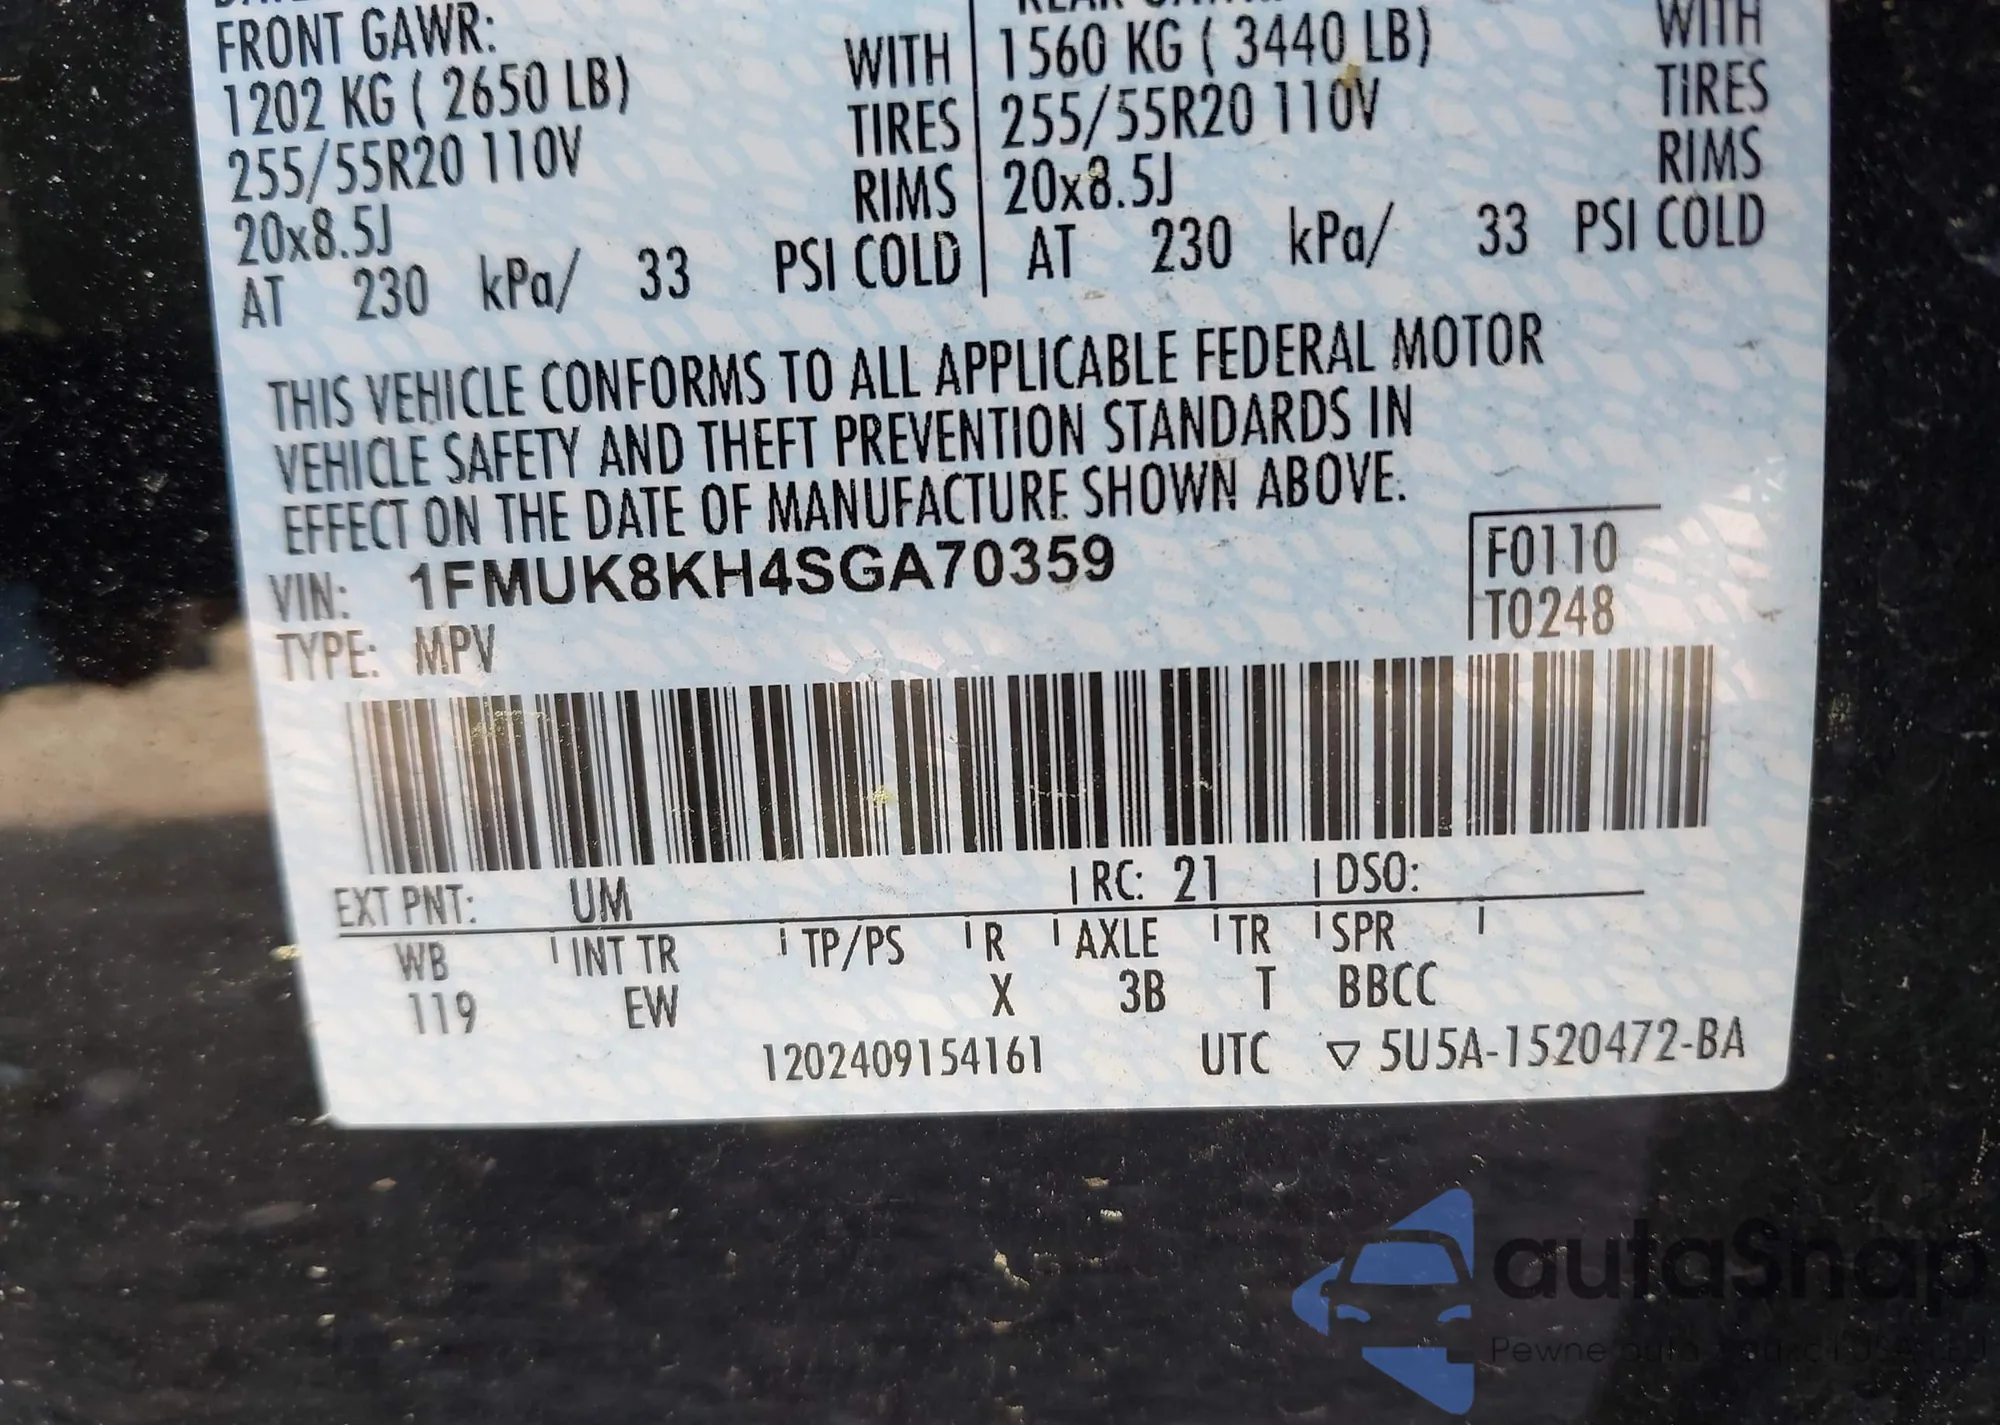 FRONT GAWR:
1202 KG ( 2650 LB) WITH
255/55R20 110V TIRES
20x8.5J RIMS
AT 230 kPa/ 33 PSI COLD
1560 KG ( 3440 LB) WITH
255/55R20 110V TIRES
20x8.5J RIMS
AT 230 kPa/ 33 PSI COLD
THIS VEHICLE CONFORMS TO ALL APPLICABLE FEDERAL MOTOR
VEHICLE SAFETY AND THEFT PREVENTION STANDARDS IN
EFFECT ON THE DATE OF MANUFACTURE SHOWN ABOVE.
VIN: 1FMUK8KH4SGA70359
F0110
TYPE: MPV
T0248
EXT PNT: UM RC: 21 DSO:
WB INT TR TP/PS R AXLE TR SPR
119 EW X 3B T BBCC
1202409154161 UTC ▽ 5U5A-1520472-BA
autaSnap
Pewne auta